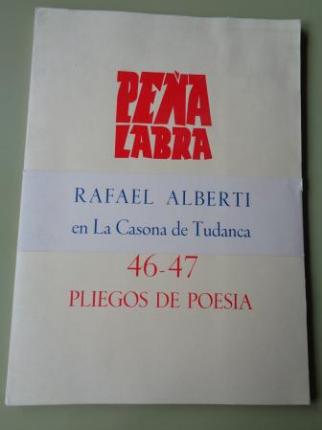 PEÑA
LABRA
RAFAEL ALBERTI
en La Casona de Tudanca
46-47
PLIEGOS DE POESIA